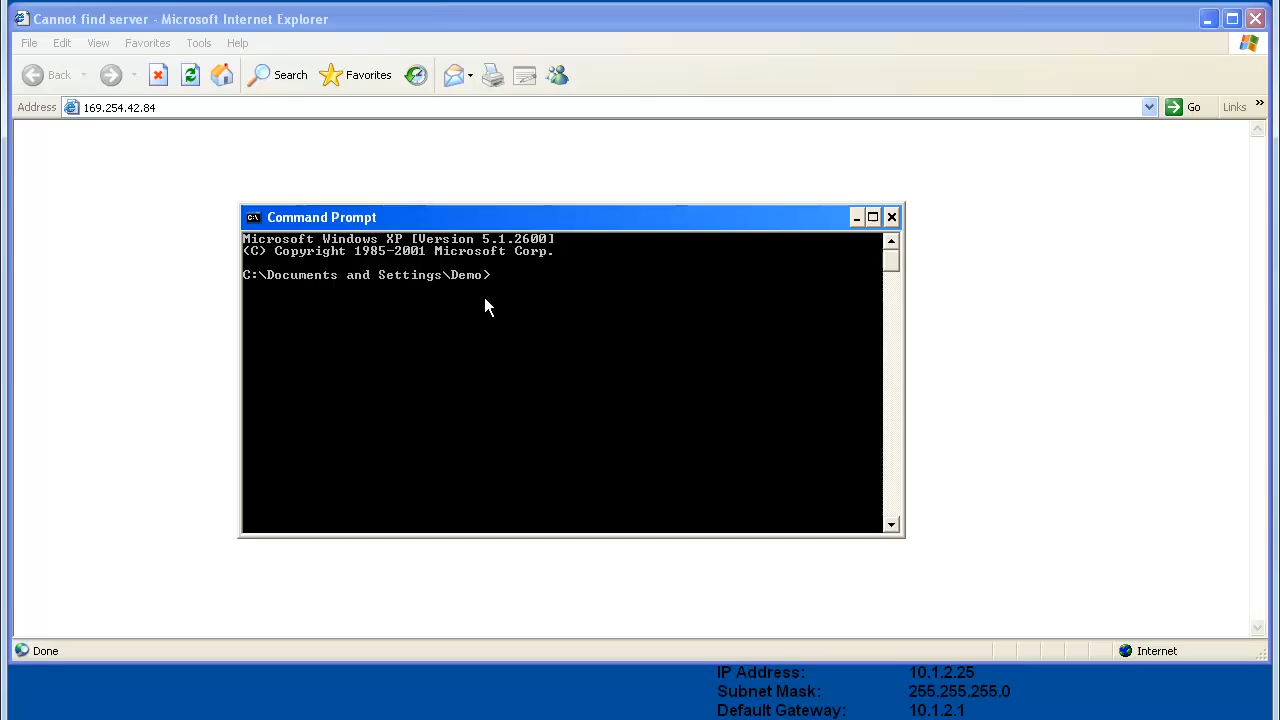 Cannot find server - Microsoft Internet Explorer
File Edit View Favorites Tools Help
Back Search Favorites
Address 169.254.42.84 Go Links »
C:\ Command Prompt
Microsoft Windows XP [Version 5.1.2600]
(C) Copyright 1985-2001 Microsoft Corp.
C:\Documents and Settings\Demo>
Done Internet
IP Address: 10.1.2.25
Subnet Mask: 255.255.255.0
Default Gateway: 10.1.2.1